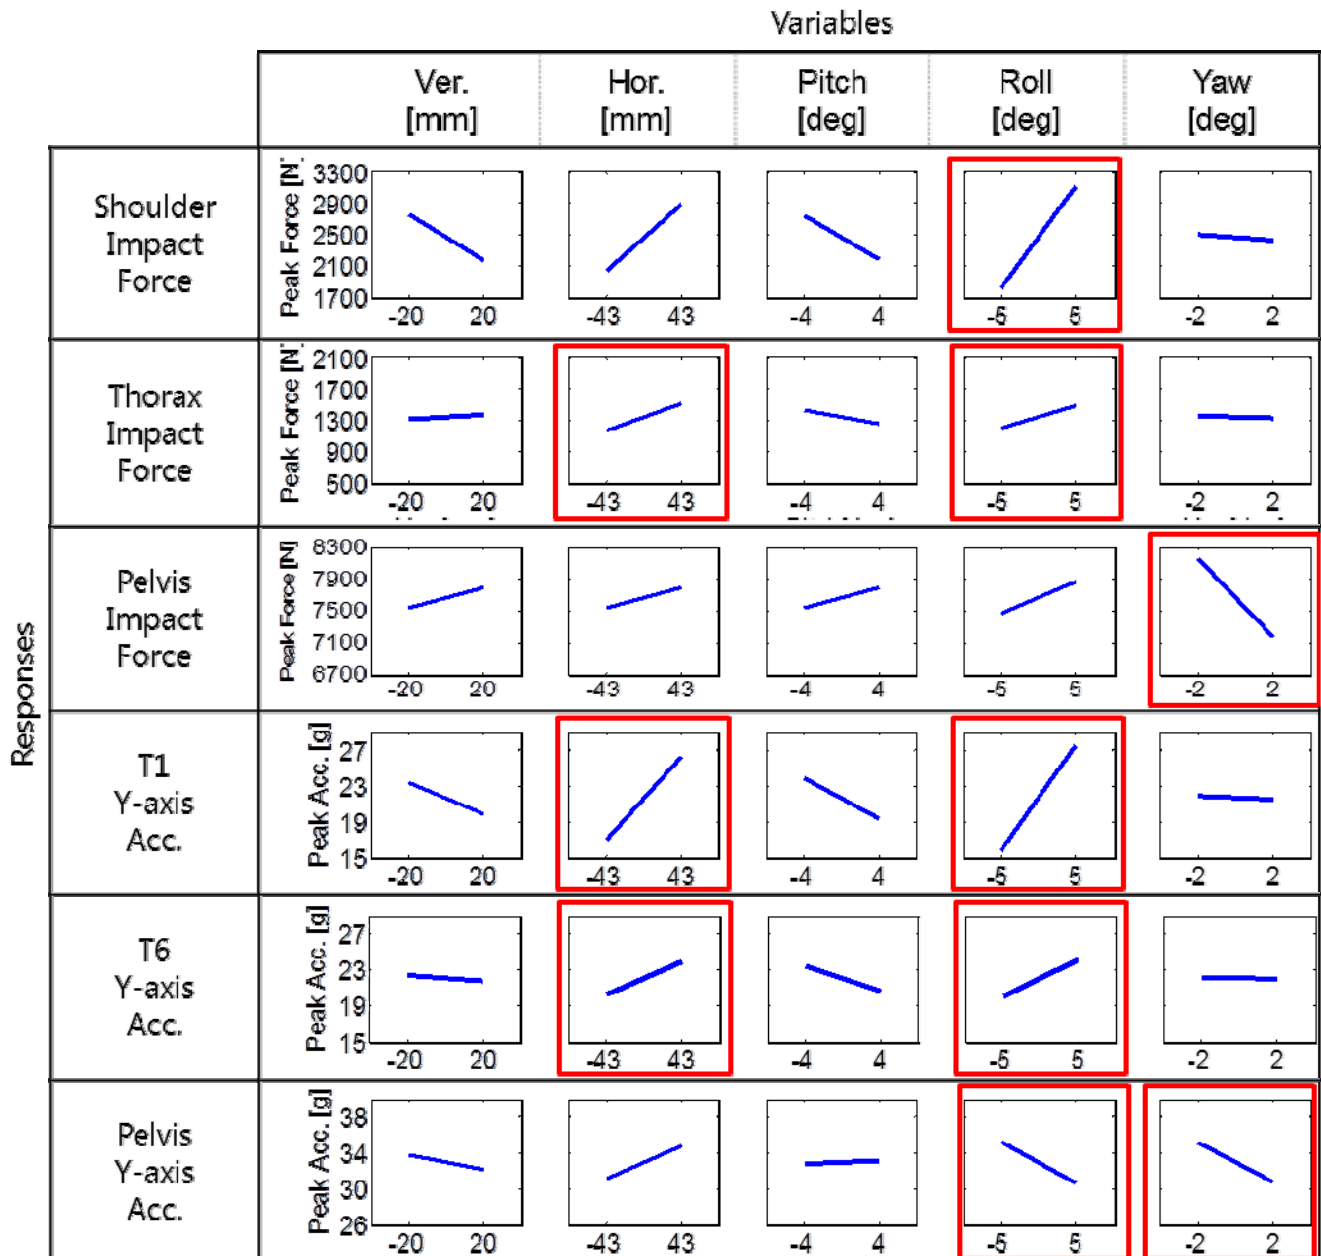 Variables
Ver. Hor. Pitch Roll Yaw
[mm] [mm] [deg] [deg] [deg]
Responses
Shoulder
Impact
Force
Peak Force [N]
3300
2900
2500
2100
1700
-20 20 -43 43 -4 4 -5 5 -2 2
Thorax
Impact
Force
Peak Force [N]
2100
1700
1300
900
500
-20 20 -43 43 -4 4 -5 5 -2 2
Pelvis
Impact
Force
Peak Force [N]
8300
7900
7500
7100
6700
-20 20 -43 43 -4 4 -5 5 -2 2
T1
Y-axis
Acc.
Peak Acc. [g]
27
23
19
15
-20 20 -43 43 -4 4 -5 5 -2 2
T6
Y-axis
Acc.
Peak Acc. [g]
27
23
19
15
-20 20 -43 43 -4 4 -5 5 -2 2
Pelvis
Y-axis
Acc.
Peak Acc. [g]
38
34
30
26
-20 20 -43 43 -4 4 -5 5 -2 2